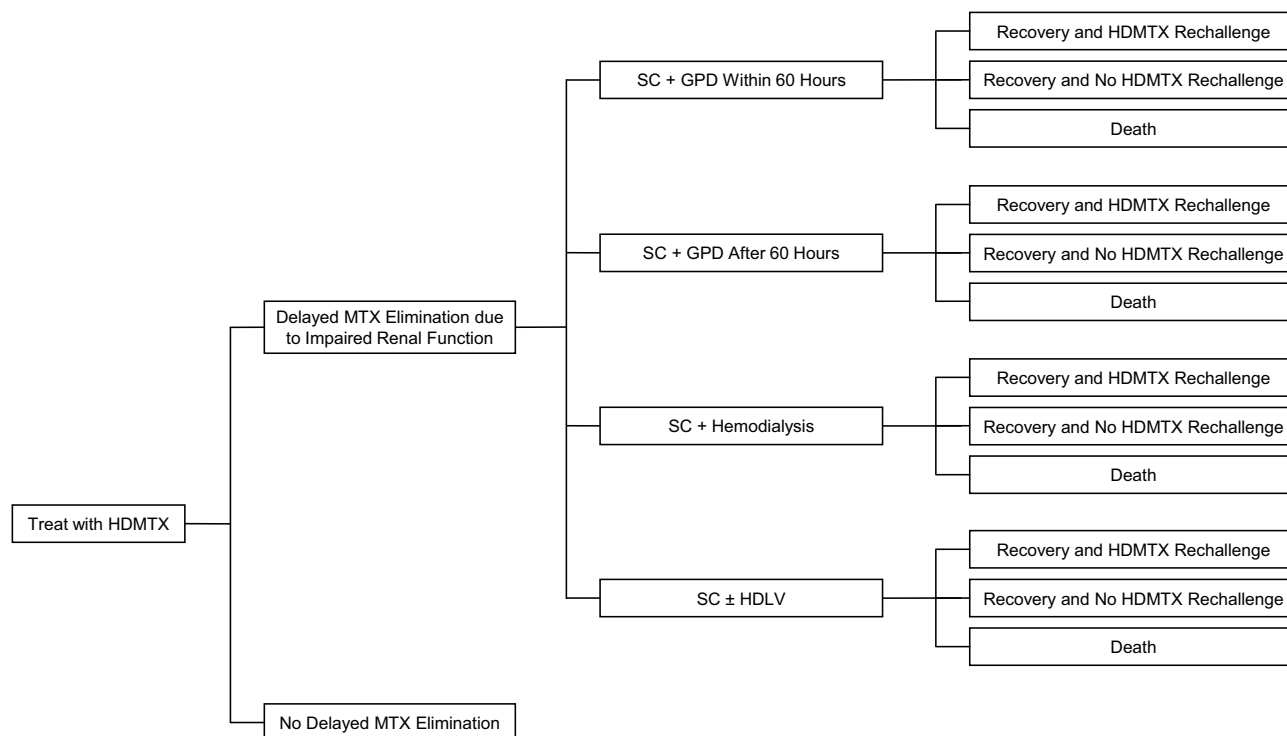 Recovery and HDMTX Rechallenge
SC + GPD Within 60 Hours
Recovery and No HDMTX Rechallenge
Death
Recovery and HDMTX Rechallenge
SC + GPD After 60 Hours
Recovery and No HDMTX Rechallenge
Death
Delayed MTX Elimination due
to Impaired Renal Function
Recovery and HDMTX Rechallenge
SC + Hemodialysis
Recovery and No HDMTX Rechallenge
Death
Treat with HDMTX
Recovery and HDMTX Rechallenge
SC ± HDLV
Recovery and No HDMTX Rechallenge
Death
No Delayed MTX Elimination